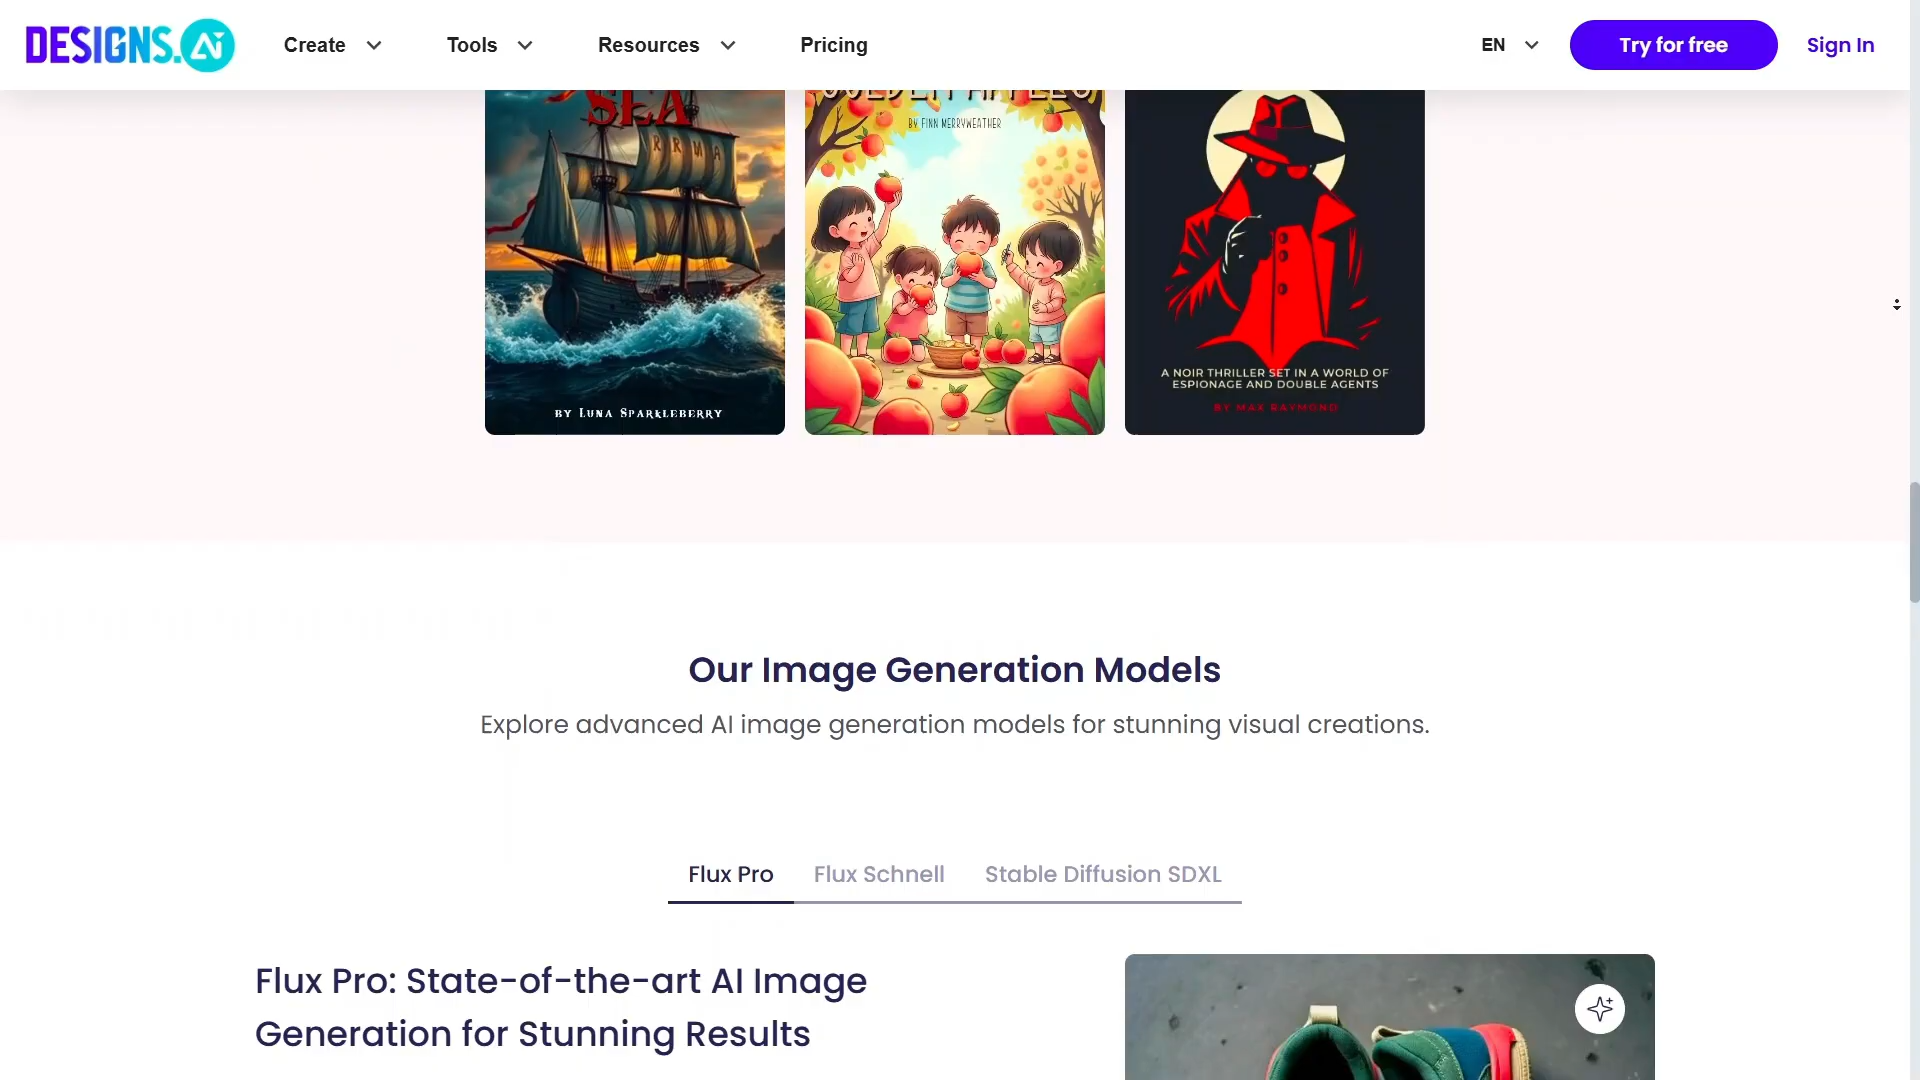 DESIGNS.Ai
Create
Tools
Resources
Pricing
EN
Try for free
Sign In
SEA
BY LUNA SPARKLEBERRY
BY FINN MERRYWEATHER
A NOIR THRILLER SET IN A WORLD OF
ESPIONAGE AND DOUBLE AGENTS
BY MAX RAYMOND
Our Image Generation Models
Explore advanced AI image generation models for stunning visual creations.
Flux Pro
Flux Schnell
Stable Diffusion SDXL
Flux Pro: State-of-the-art AI Image
Generation for Stunning Results